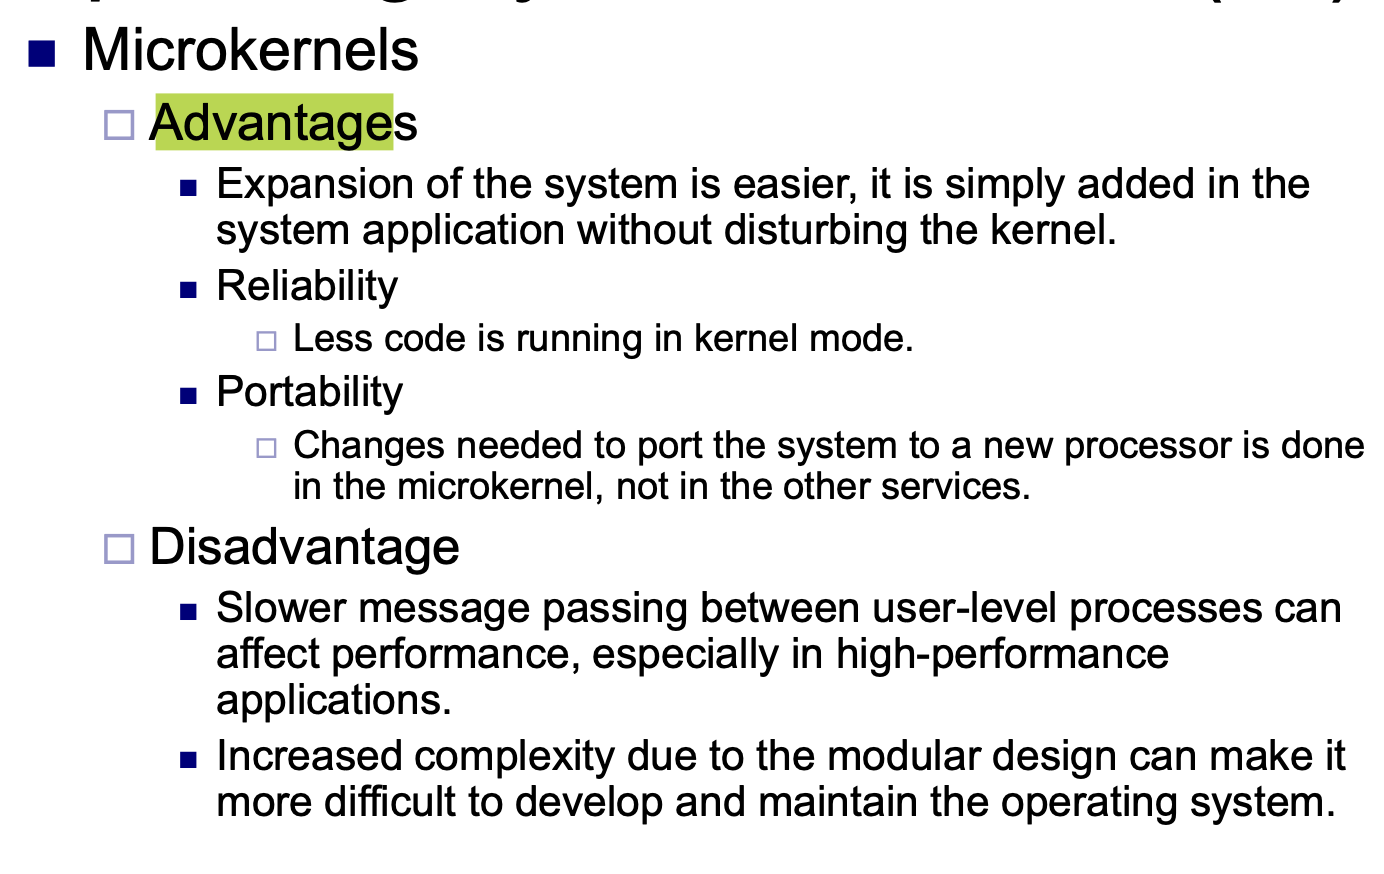 Microkernels
Advantages
Expansion of the system is easier, it is simply added in the
system application without disturbing the kernel.
Reliability
Less code is running in kernel mode.
Portability
Changes needed to port the system to a new processor is done
in the microkernel, not in the other services.
Disadvantage
Slower message passing between user-level processes can
affect performance, especially in high-performance
applications.
Increased complexity due to the modular design can make it
more difficult to develop and maintain the operating system.